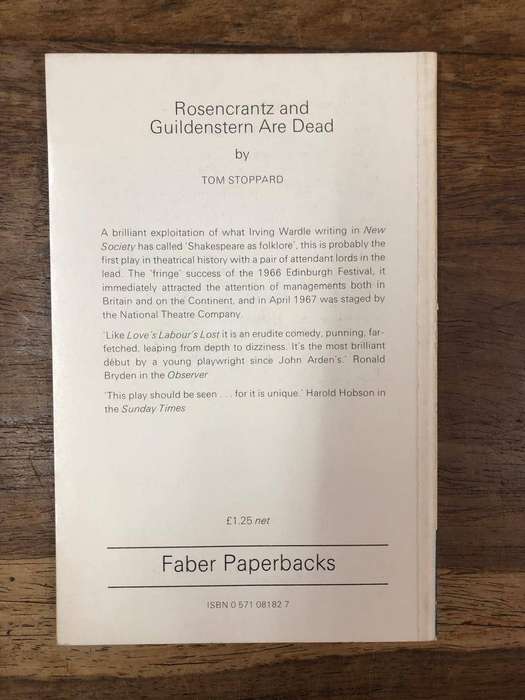 Rosencrantz and
Guildenstern Are Dead
by
TOM STOPPARD
A brilliant exploitation of what Irving Wardle writing in New
Society has called 'Shakespeare as folklore', this is probably the
first play in theatrical history with a pair of attendant lords in the
lead. The 'fringe' success of the 1966 Edinburgh Festival, it
immediately attracted the attention of managements both in
Britain and on the Continent, and in April 1967 was staged by
the National Theatre Company.
'Like Love's Labour's Lost it is an erudite comedy, punning, far-
fetched, leaping from depth to dizziness. It's the most brilliant
début by a young playwright since John Arden's.' Ronald
Bryden in the Observer
'This play should be seen . . . for it is unique.' Harold Hobson in
the Sunday Times
£1.25 net
Faber Paperbacks
ISBN 0 571 08182 7